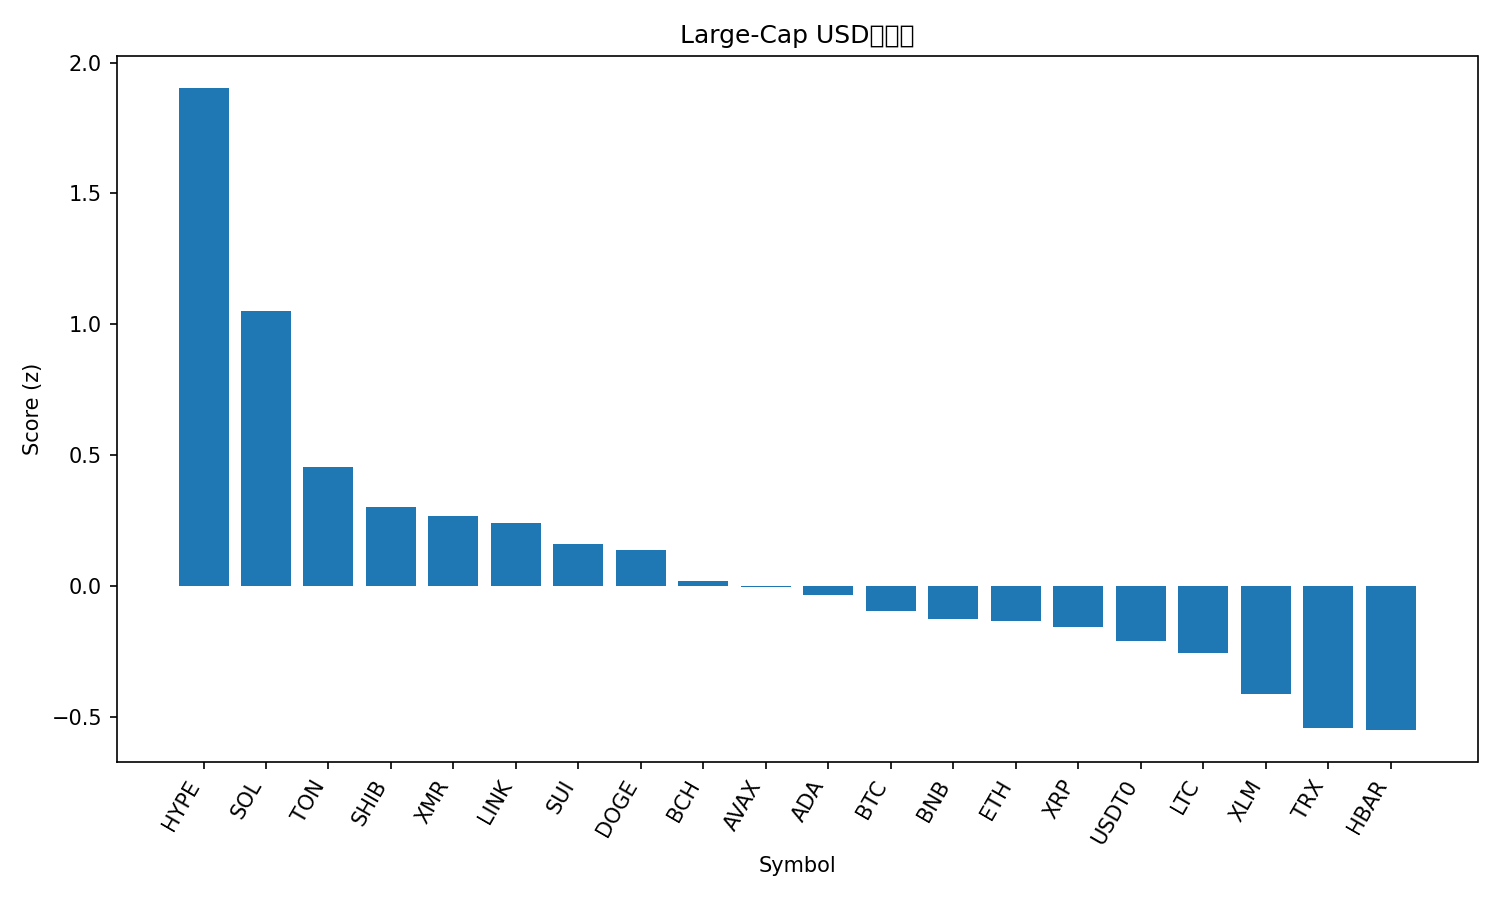 Large-Cap USD
Score (z)
2.0
1.5
1.0
0.5
0.0
−0.5
HYPE
SOL
TON
SHIB
XMR
LINK
SUI
DOGE
BCH
AVAX
ADA
BTC
BNB
ETH
XRP
USDT0
LTC
XLM
TRX
HBAR
Symbol